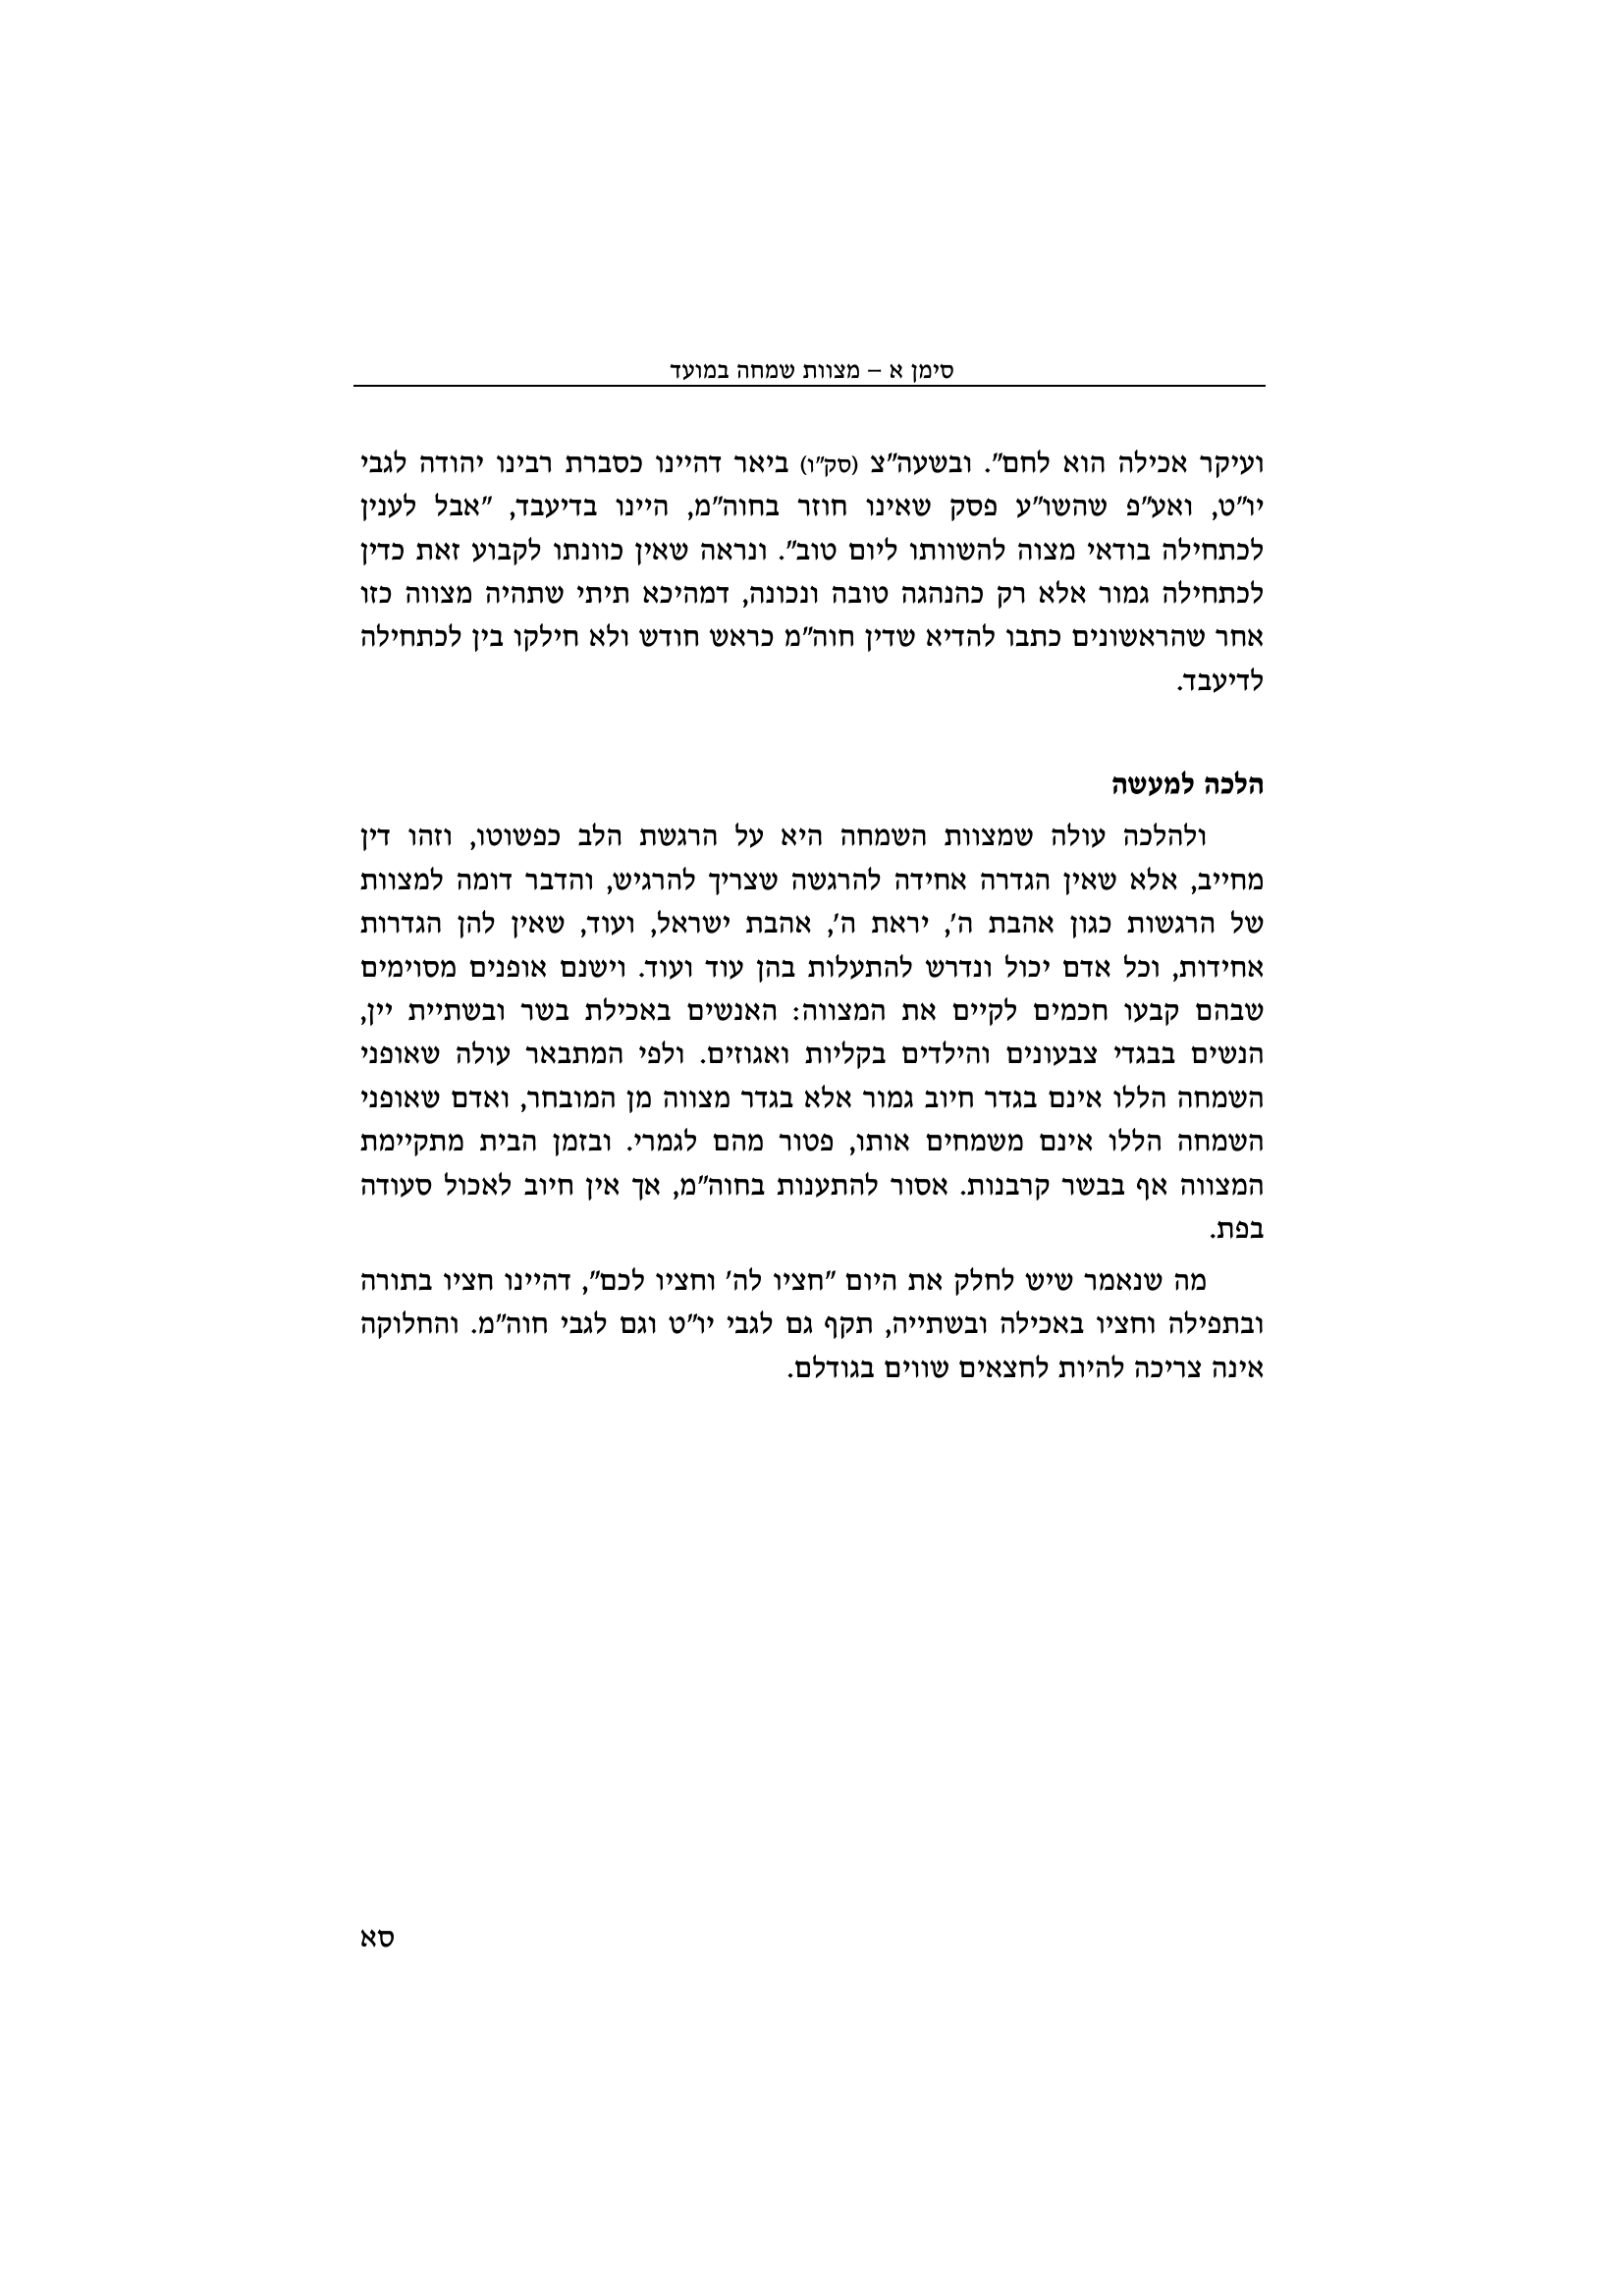 סימן א – מצוות שמחה במועד
ועיקר אכילה הוא לחם". ובשעה"צ (סק"ו) ביאר דהיינו כסברת רבינו יהודה לגבי
יו"ט, ואע"פ שהשו"ע פסק שאינו חוזר בחוה"מ, היינו בדיעבד, "אבל לענין
לכתחילה בודאי מצוה להשוותו ליום טוב". ונראה שאין כוונתו לקבוע זאת כדין
לכתחילה גמור אלא רק כהנהגה טובה ונכונה, דמהיכא תיתי שתהיה מצווה כזו
אחר שהראשונים כתבו להדיא שדין חוה"מ כראש חודש ולא חילקו בין לכתחילה
לדיעבד.
הלכה למעשה
ולהלכה עולה שמצוות השמחה היא על הרגשת הלב כפשוטו, וזהו דין
מחייב, אלא שאין הגדרה אחידה להרגשה שצריך להרגיש, והדבר דומה למצוות
של הרגשות כגון אהבת ה', יראת ה', אהבת ישראל, ועוד, שאין להן הגדרות
אחידות, וכל אדם יכול ונדרש להתעלות בהן עוד ועוד. וישנם אופנים מסוימים
שבהם קבעו חכמים לקיים את המצווה: האנשים באכילת בשר ובשתיית יין,
הנשים בבגדי צבעונים והילדים בקליות ואגוזים. ולפי המתבאר עולה שאופני
השמחה הללו אינם בגדר חיוב גמור אלא בגדר מצווה מן המובחר, ואדם שאופני
השמחה הללו אינם משמחים אותו, פטור מהם לגמרי. ובזמן הבית מתקיימת
המצווה אף בבשר קרבנות. אסור להתענות בחוה"מ, אך אין חיוב לאכול סעודה
בפת.
מה שנאמר שיש לחלק את היום "חציו לה' וחציו לכם", דהיינו חציו בתורה
ובתפילה וחציו באכילה ובשתייה, תקף גם לגבי יו"ט וגם לגבי חוה"מ. והחלוקה
אינה צריכה להיות לחצאים שווים בגודלם.
סא